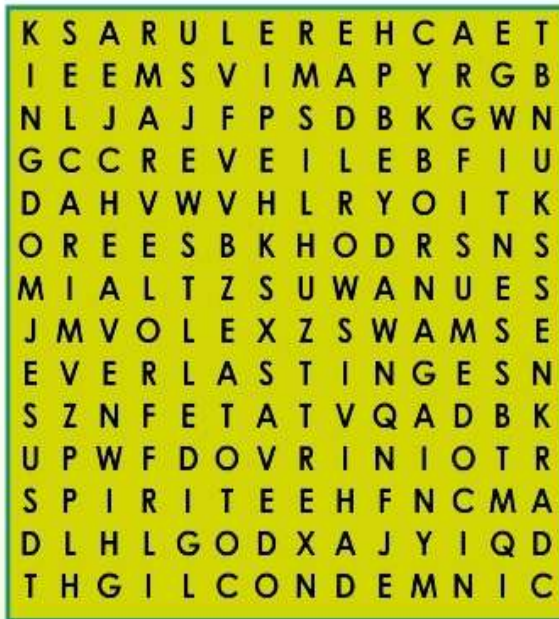 K S A R U L E R E H C A E T
I E E M S V I M A P Y R G B
N L J A J F P S D B K G W N
G C C R E V E I L E B F I U
D A H V W V H L R Y O I T K
O R E E S B K H O D R S N S
M I A L T Z S U W A N U E S
J M V O L E X Z S W A M S E
E V E R L A S T I N G E S N
S Z N F E T A T V Q A D B K
U P W F D O V R I N I O T R
S P I R I T E E H F N C M A
D L H L G O D X A J Y I Q D
T H G I L C O N D E M N I C